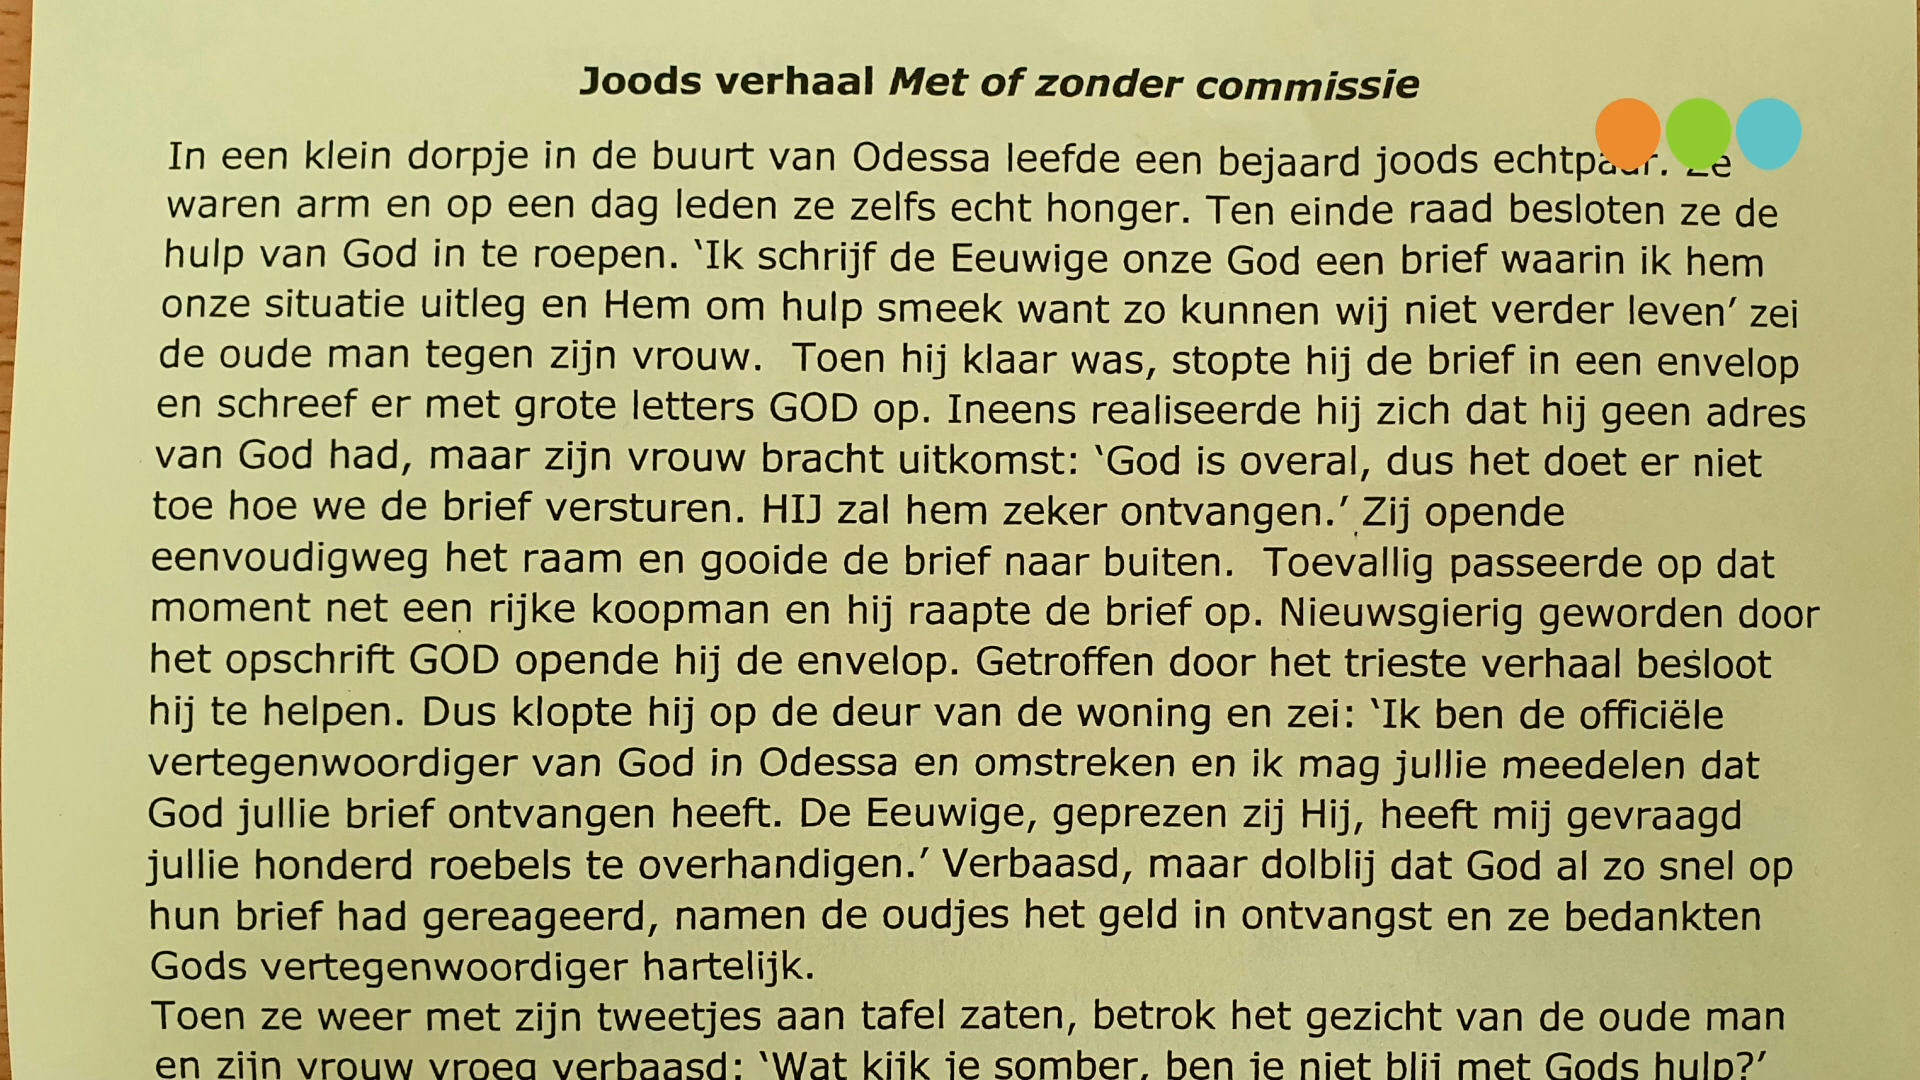 Joods verhaal Met of zonder commissie
In een klein dorpje in de buurt van Odessa leefde een bejaard joods echtpaar. Ze
waren arm en op een dag leden ze zelfs echt honger. Ten einde raad besloten ze de
hulp van God in te roepen. ‘Ik schrijf de Eeuwige onze God een brief waarin ik hem
onze situatie uitleg en Hem om hulp smeek want zo kunnen wij niet verder leven’ zei
de oude man tegen zijn vrouw.  Toen hij klaar was, stopte hij de brief in een envelop
en schreef er met grote letters GOD op. Ineens realiseerde hij zich dat hij geen adres
van God had, maar zijn vrouw bracht uitkomst: ‘God is overal, dus het doet er niet
toe hoe we de brief versturen. HIJ zal hem zeker ontvangen.’ Zij opende
eenvoudigweg het raam en gooide de brief naar buiten.  Toevallig passeerde op dat
moment net een rijke koopman en hij raapte de brief op. Nieuwsgierig geworden door
het opschrift GOD opende hij de envelop. Getroffen door het trieste verhaal besloot
hij te helpen. Dus klopte hij op de deur van de woning en zei: ‘Ik ben de officiële
vertegenwoordiger van God in Odessa en omstreken en ik mag jullie meedelen dat
God jullie brief ontvangen heeft. De Eeuwige, geprezen zij Hij, heeft mij gevraagd
jullie honderd roebels te overhandigen.’ Verbaasd, maar dolblij dat God al zo snel op
hun brief had gereageerd, namen de oudjes het geld in ontvangst en ze bedankten
Gods vertegenwoordiger hartelijk.
Toen ze weer met zijn tweetjes aan tafel zaten, betrok het gezicht van de oude man
en zijn vrouw vroeg verbaasd: ‘Wat kijk je somber, ben je niet blij met Gods hulp?’